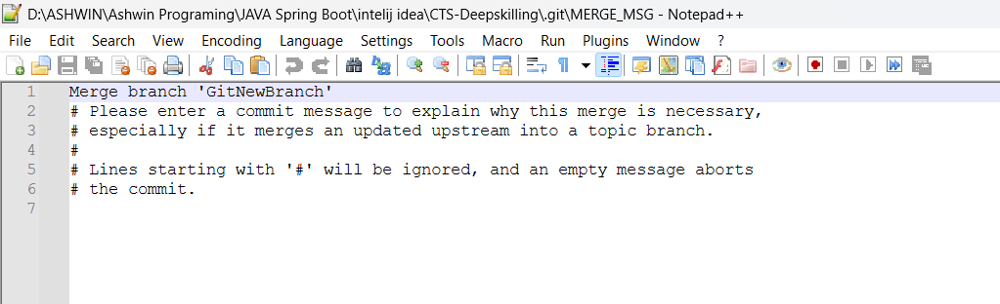 D:\ASHWIN\Ashwin Programing\JAVA Spring Boot\intelij idea\CTS-Deepskilling\.git\MERGE_MSG - Notepad++
File Edit Search View Encoding Language Settings Tools Macro Run Plugins Window ?
1 Merge branch 'GitNewBranch'
2 # Please enter a commit message to explain why this merge is necessary,
3 # especially if it merges an updated upstream into a topic branch.
4 #
5 # Lines starting with '#' will be ignored, and an empty message aborts
6 # the commit.
7